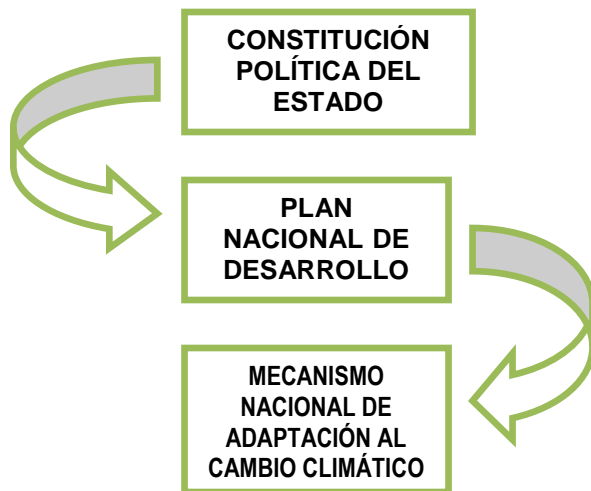 CONSTITUCIÓN
POLÍTICA DEL
ESTADO
PLAN
NACIONAL DE
DESARROLLO
MECANISMO
NACIONAL DE
ADAPTACIÓN AL
CAMBIO CLIMÁTICO